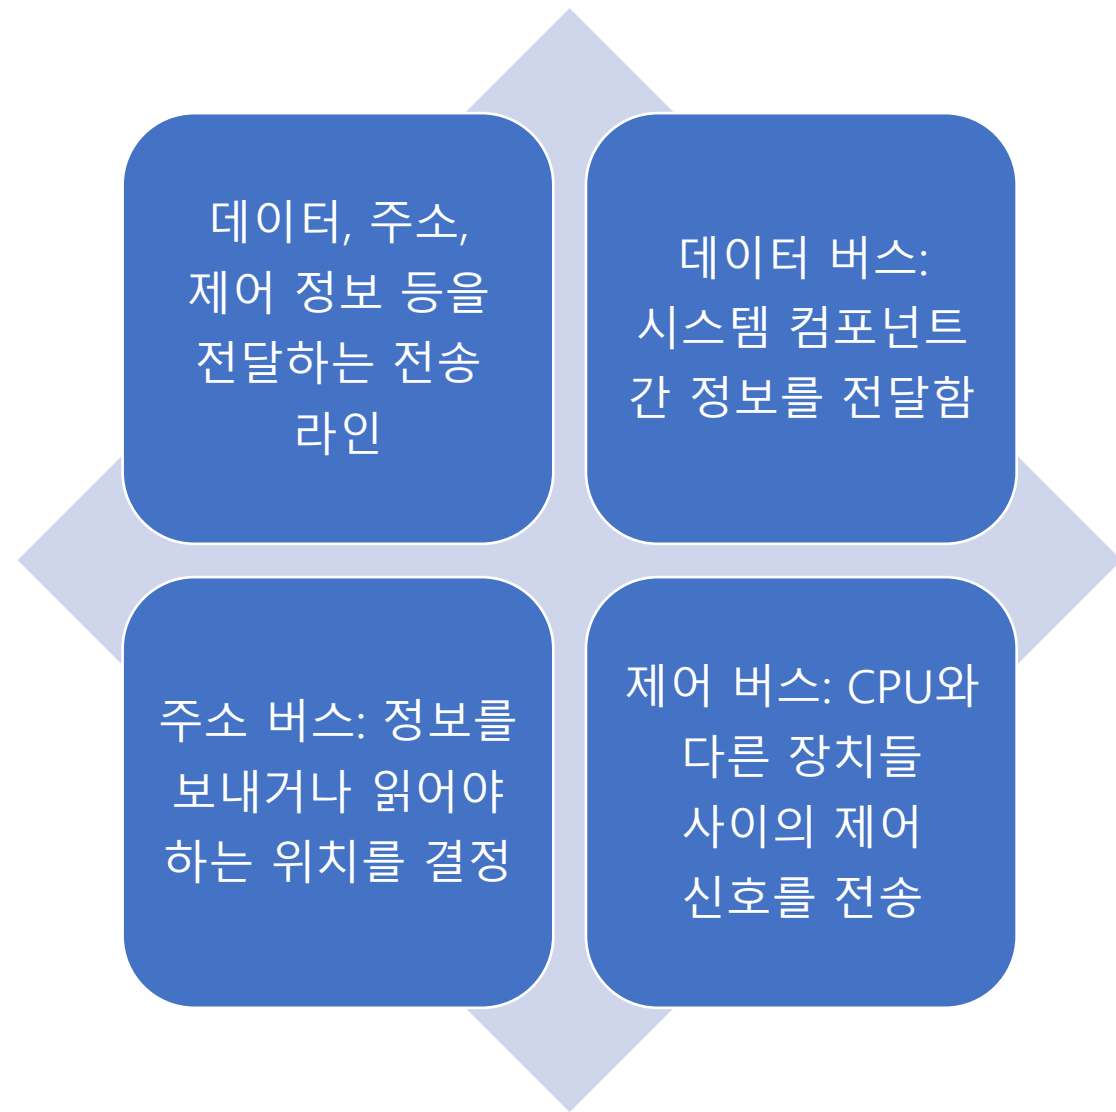 데이터, 주소,
제어 정보 등을
전달하는 전송
라인
데이터 버스:
시스템 컴포넌트
간 정보를 전달함
주소 버스: 정보를
보내거나 읽어야
하는 위치를 결정
제어 버스: CPU와
다른 장치들
사이의 제어
신호를 전송